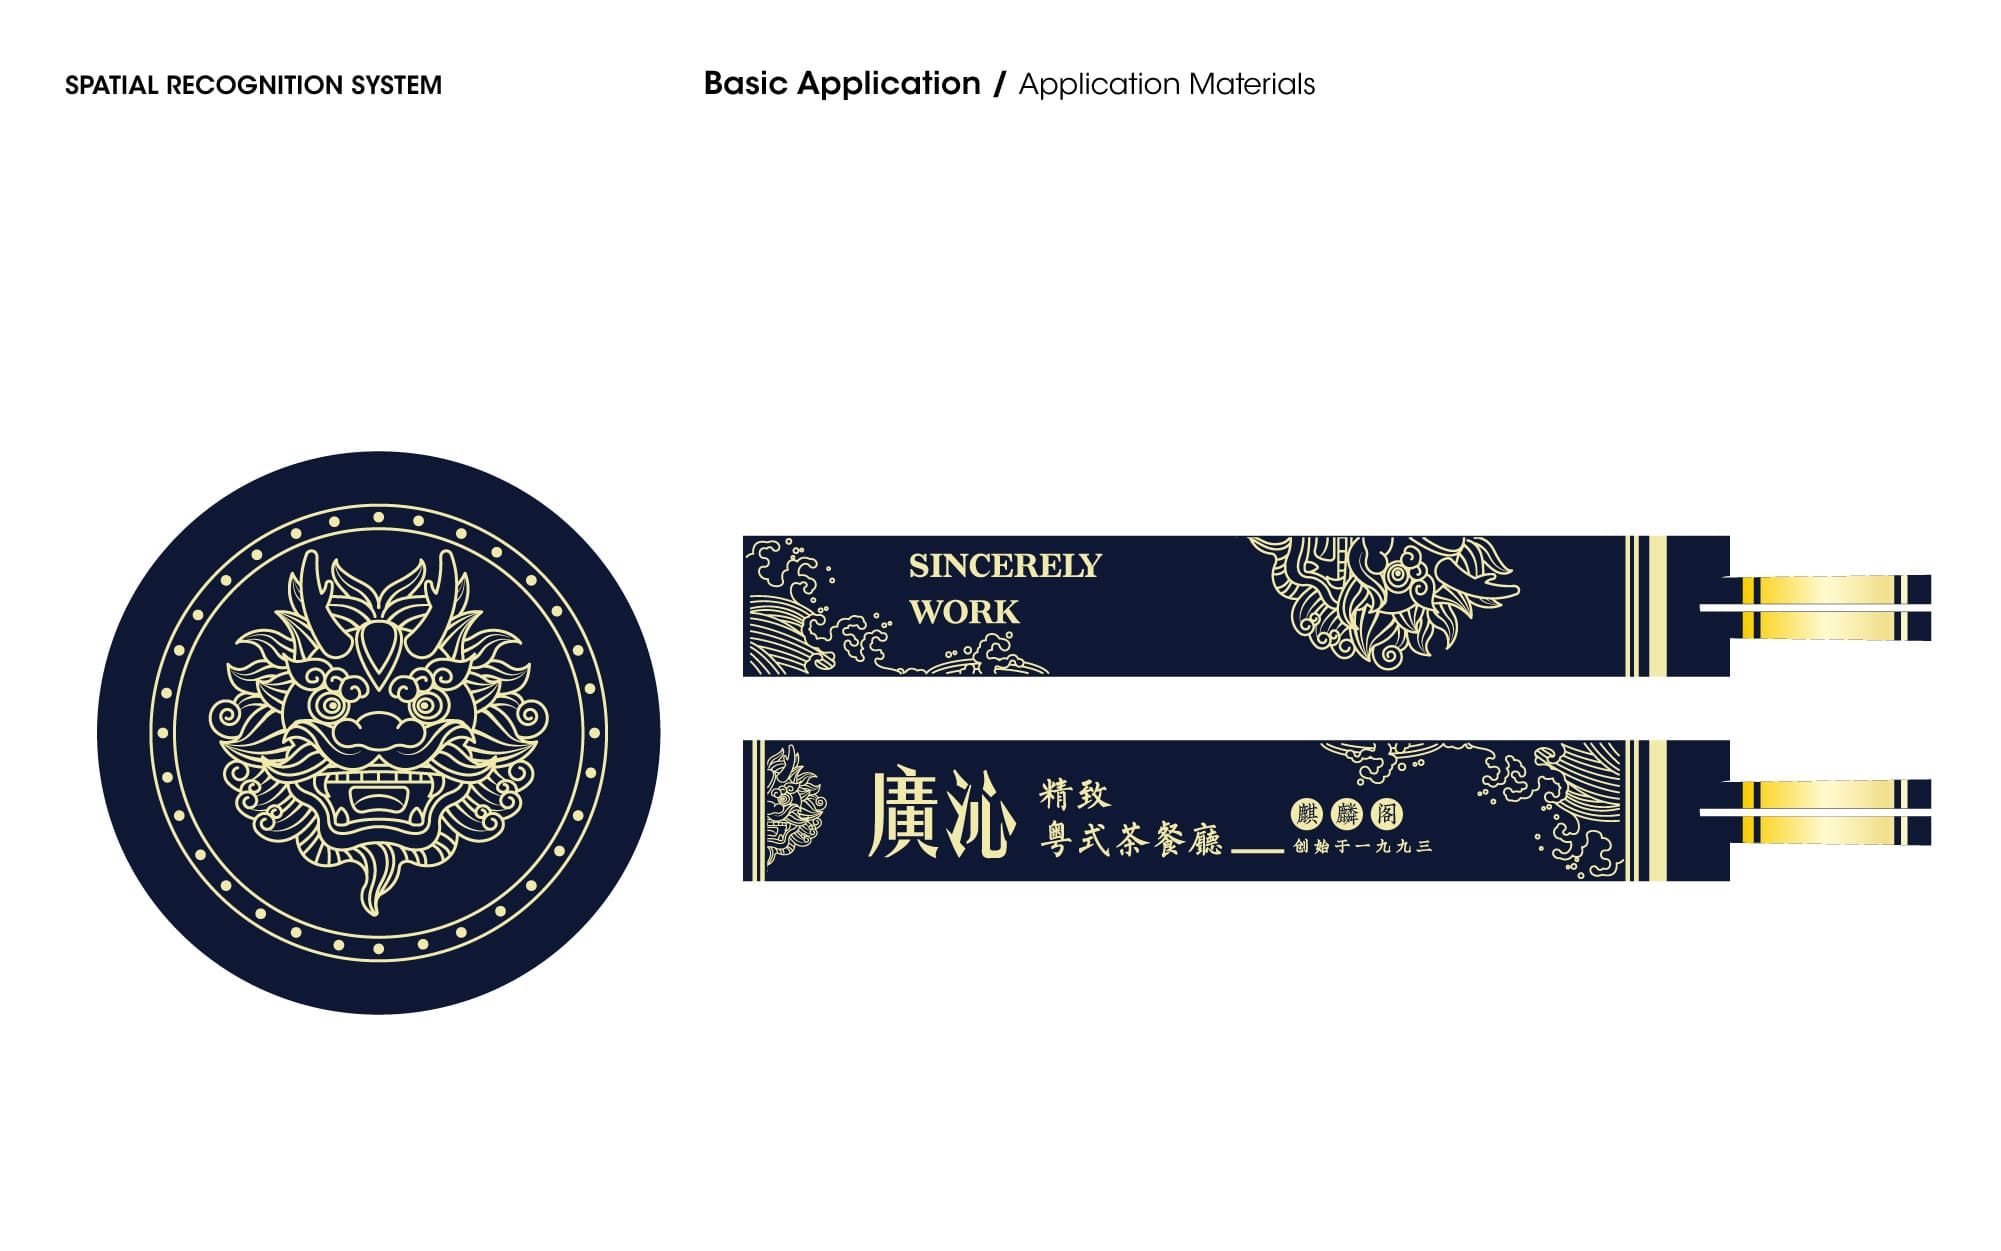 SPATIAL RECOGNITION SYSTEM
Basic Application / Application Materials
SINCERELY
WORK
廣沁
精致
粤式茶餐廳
麒麟阁
创始于一九九三